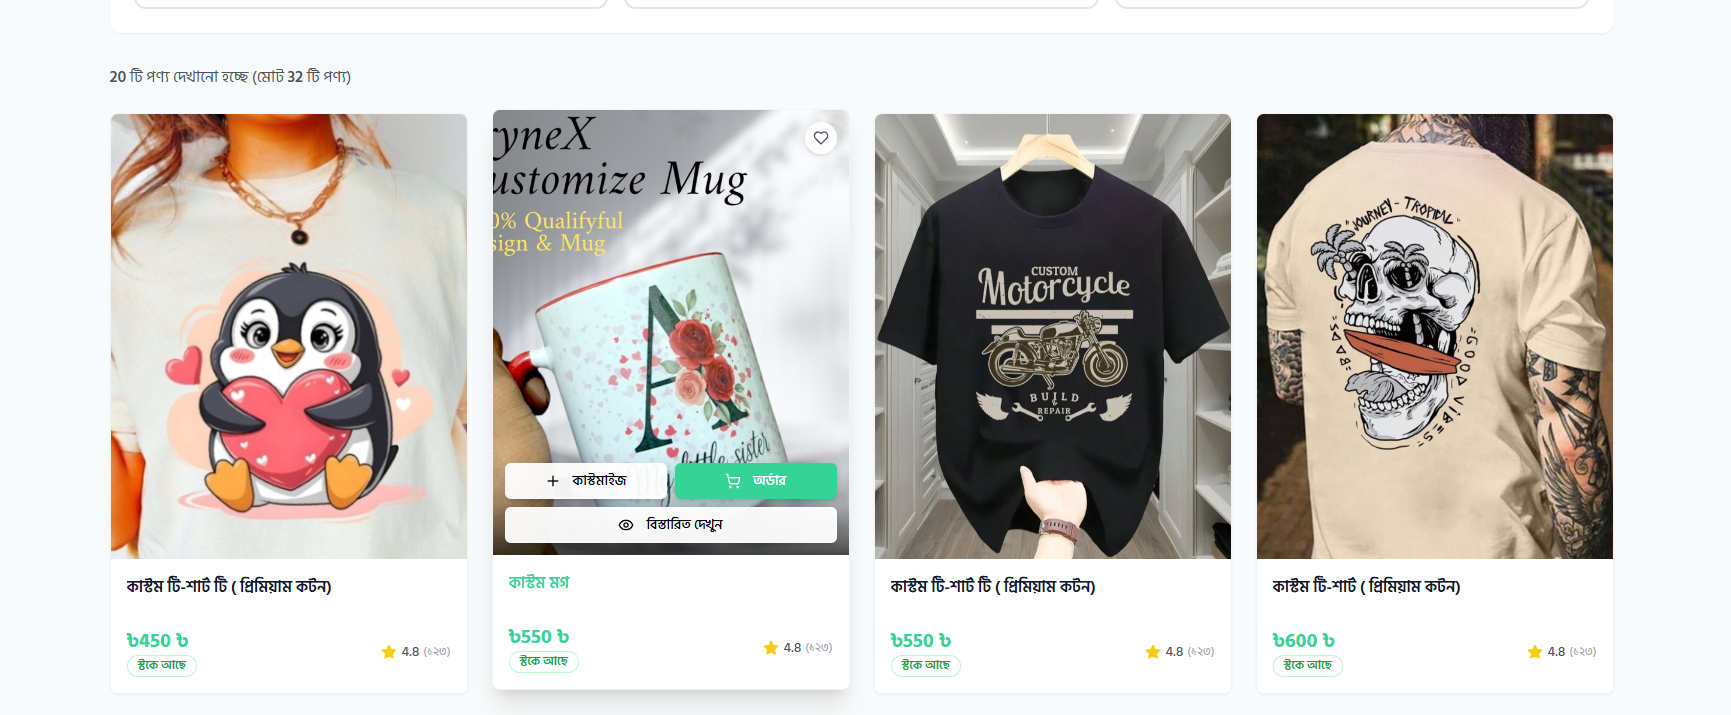 20 টি পণ্য দেখানো হচ্ছে (মোট 32 টি পণ্য)
ryneX
ustomize Mug
0% Qualifyful
sign & Mug
A
little sister
কাস্টমাইজ
অর্ডার
বিস্তারিত দেখুন
CUSTOM
Motorcycle
BUILD
REPAIR
JOURNEY - TROPICAL
GOOD VIBES
কাস্টম টি-শার্ট টি ( প্রিমিয়াম কটন)
৳450 ৳
4.8 (১২৩)
স্টকে আছে
কাস্টম মগ
৳550 ৳
4.8 (১২৩)
স্টকে আছে
কাস্টম টি-শার্ট টি ( প্রিমিয়াম কটন)
৳550 ৳
4.8 (১২৩)
স্টকে আছে
কাস্টম টি-শার্ট ( প্রিমিয়াম কটন)
৳600 ৳
4.8 (১২৩)
স্টকে আছে